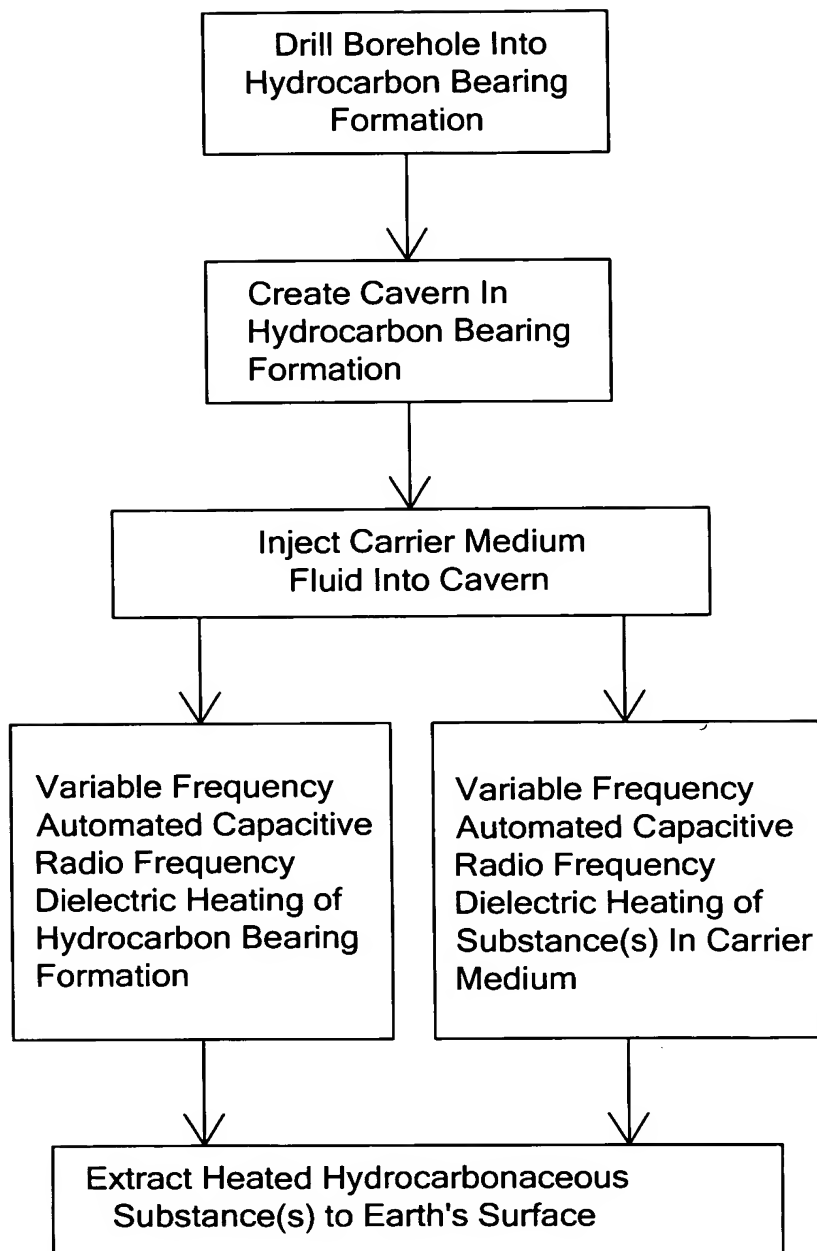 Drill Borehole Into
Hydrocarbon Bearing
Formation
Create Cavern In
Hydrocarbon Bearing
Formation
Inject Carrier Medium
Fluid Into Cavern
Variable Frequency
Automated Capacitive
Radio Frequency
Dielectric Heating of
Hydrocarbon Bearing
Formation
Variable Frequency
Automated Capacitive
Radio Frequency
Dielectric Heating of
Substance(s) In Carrier
Medium
Extract Heated Hydrocarbonaceous
Substance(s) to Earth's Surface